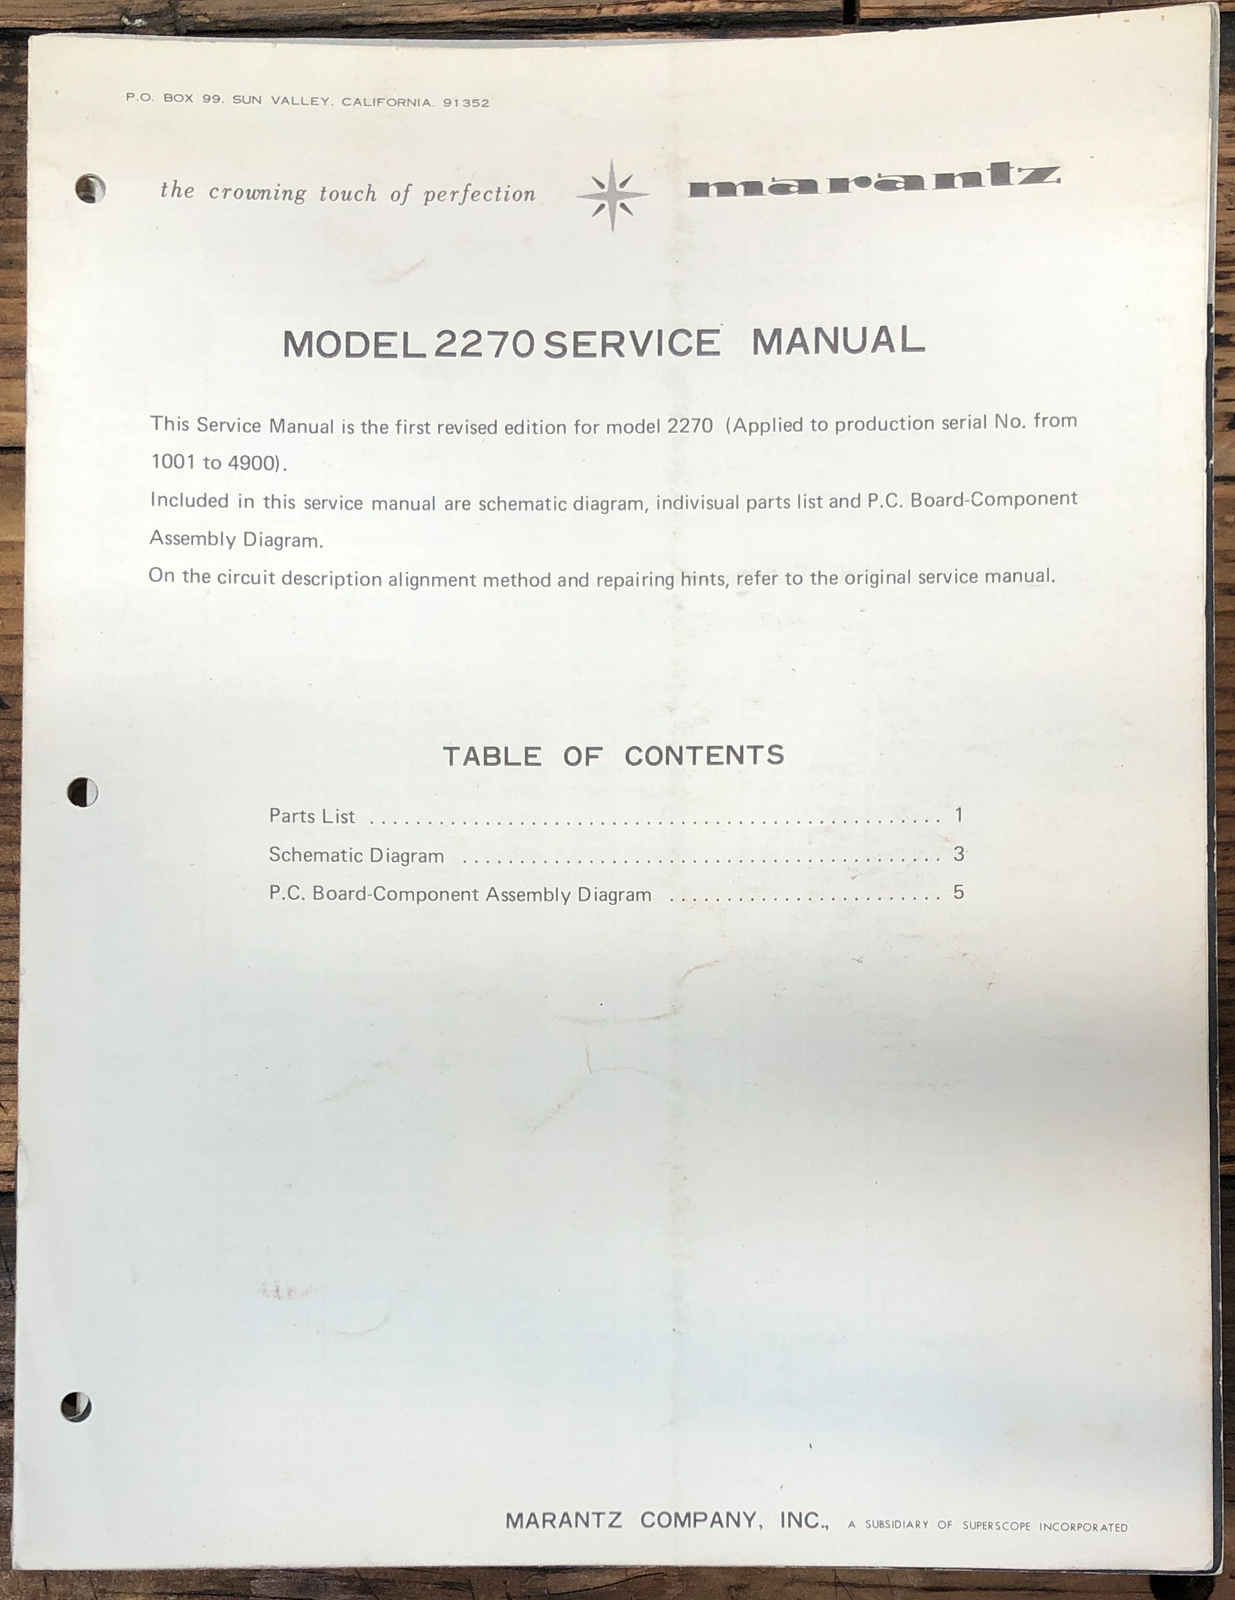 P.O. BOX 99. SUN VALLEY. CALIFORNIA. 91352
the crowning touch of perfection marantz
MODEL 2270 SERVICE MANUAL
This Service Manual is the first revised edition for model 2270 (Applied to production serial No. from
1001 to 4900).
Included in this service manual are schematic diagram, indivisual parts list and P.C. Board-Component
Assembly Diagram.
On the circuit description alignment method and repairing hints, refer to the original service manual.
TABLE OF CONTENTS
Parts List .................................................. 1
Schematic Diagram .......................................... 3
P.C. Board-Component Assembly Diagram ........................ 5
MARANTZ COMPANY, INC., A SUBSIDIARY OF SUPERSCOPE INCORPORATED